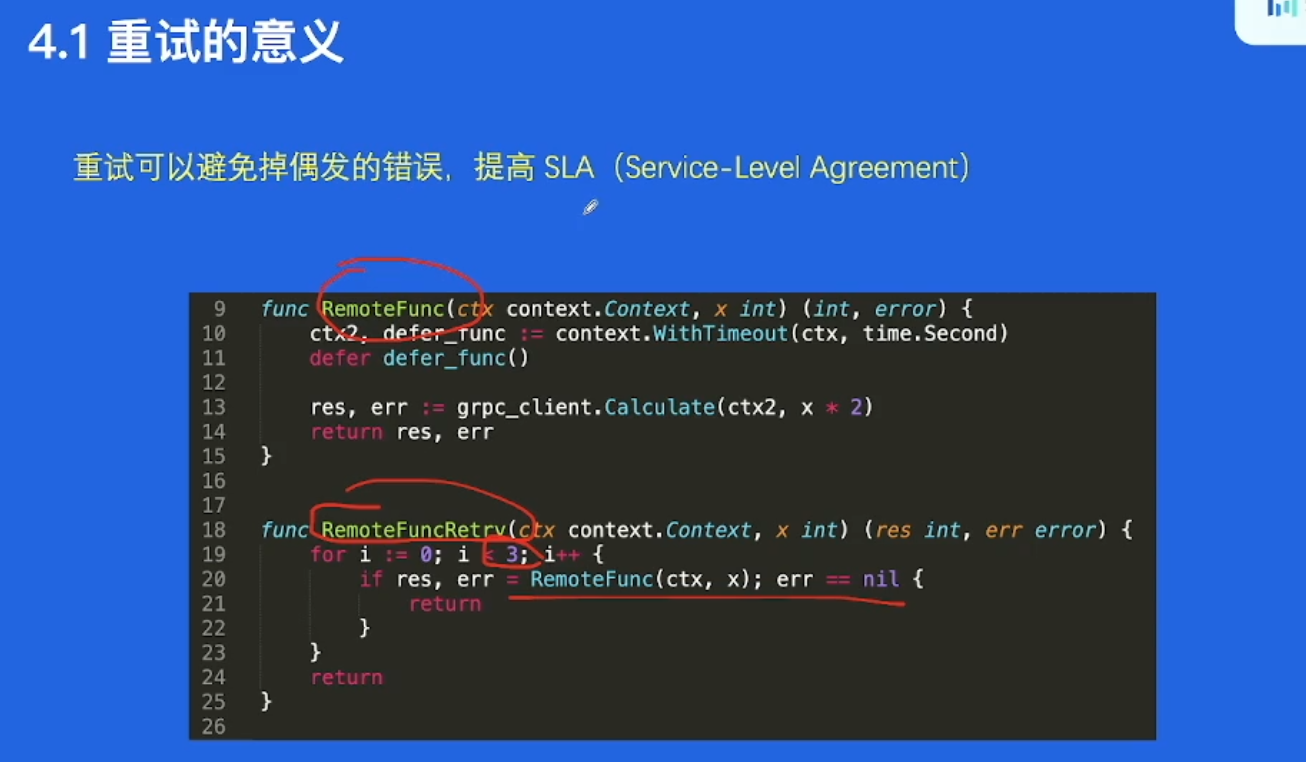 4.1 重试的意义
重试可以避免掉偶发的错误，提高 SLA（Service-Level Agreement）
9 func RemoteFunc(ctx context.Context, x int) (int, error) {
10 ctx2, defer_func := context.WithTimeout(ctx, time.Second)
11 defer defer_func()
12
13 res, err := grpc_client.Calculate(ctx2, x * 2)
14 return res, err
15 }
16
17
18 func RemoteFuncRetry(ctx context.Context, x int) (res int, err error) {
19 for i := 0; i < 3; i++ {
20 if res, err = RemoteFunc(ctx, x); err == nil {
21 return
22 }
23 }
24 return
25 }
26